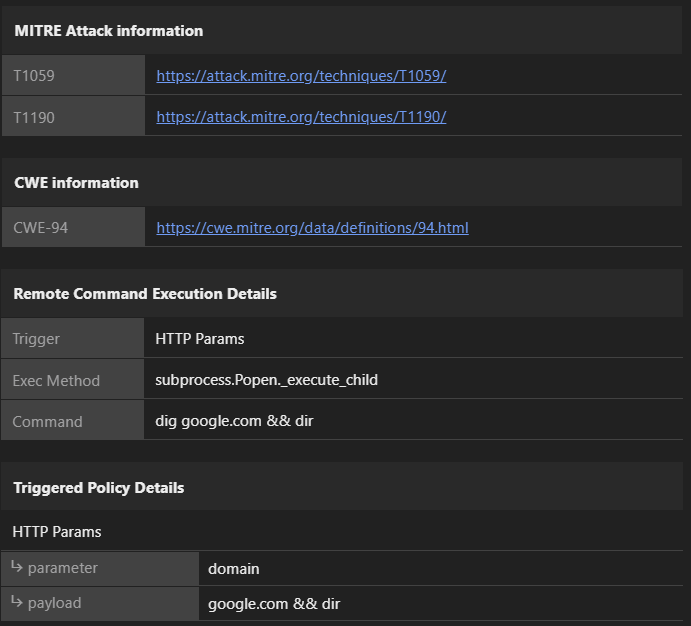 MITRE Attack information
T1059 https://attack.mitre.org/techniques/T1059/
T1190 https://attack.mitre.org/techniques/T1190/
CWE information
CWE-94 https://cwe.mitre.org/data/definitions/94.html
Remote Command Execution Details
Trigger HTTP Params
Exec Method subprocess.Popen._execute_child
Command dig google.com && dir
Triggered Policy Details
HTTP Params
↳ parameter domain
↳ payload google.com && dir